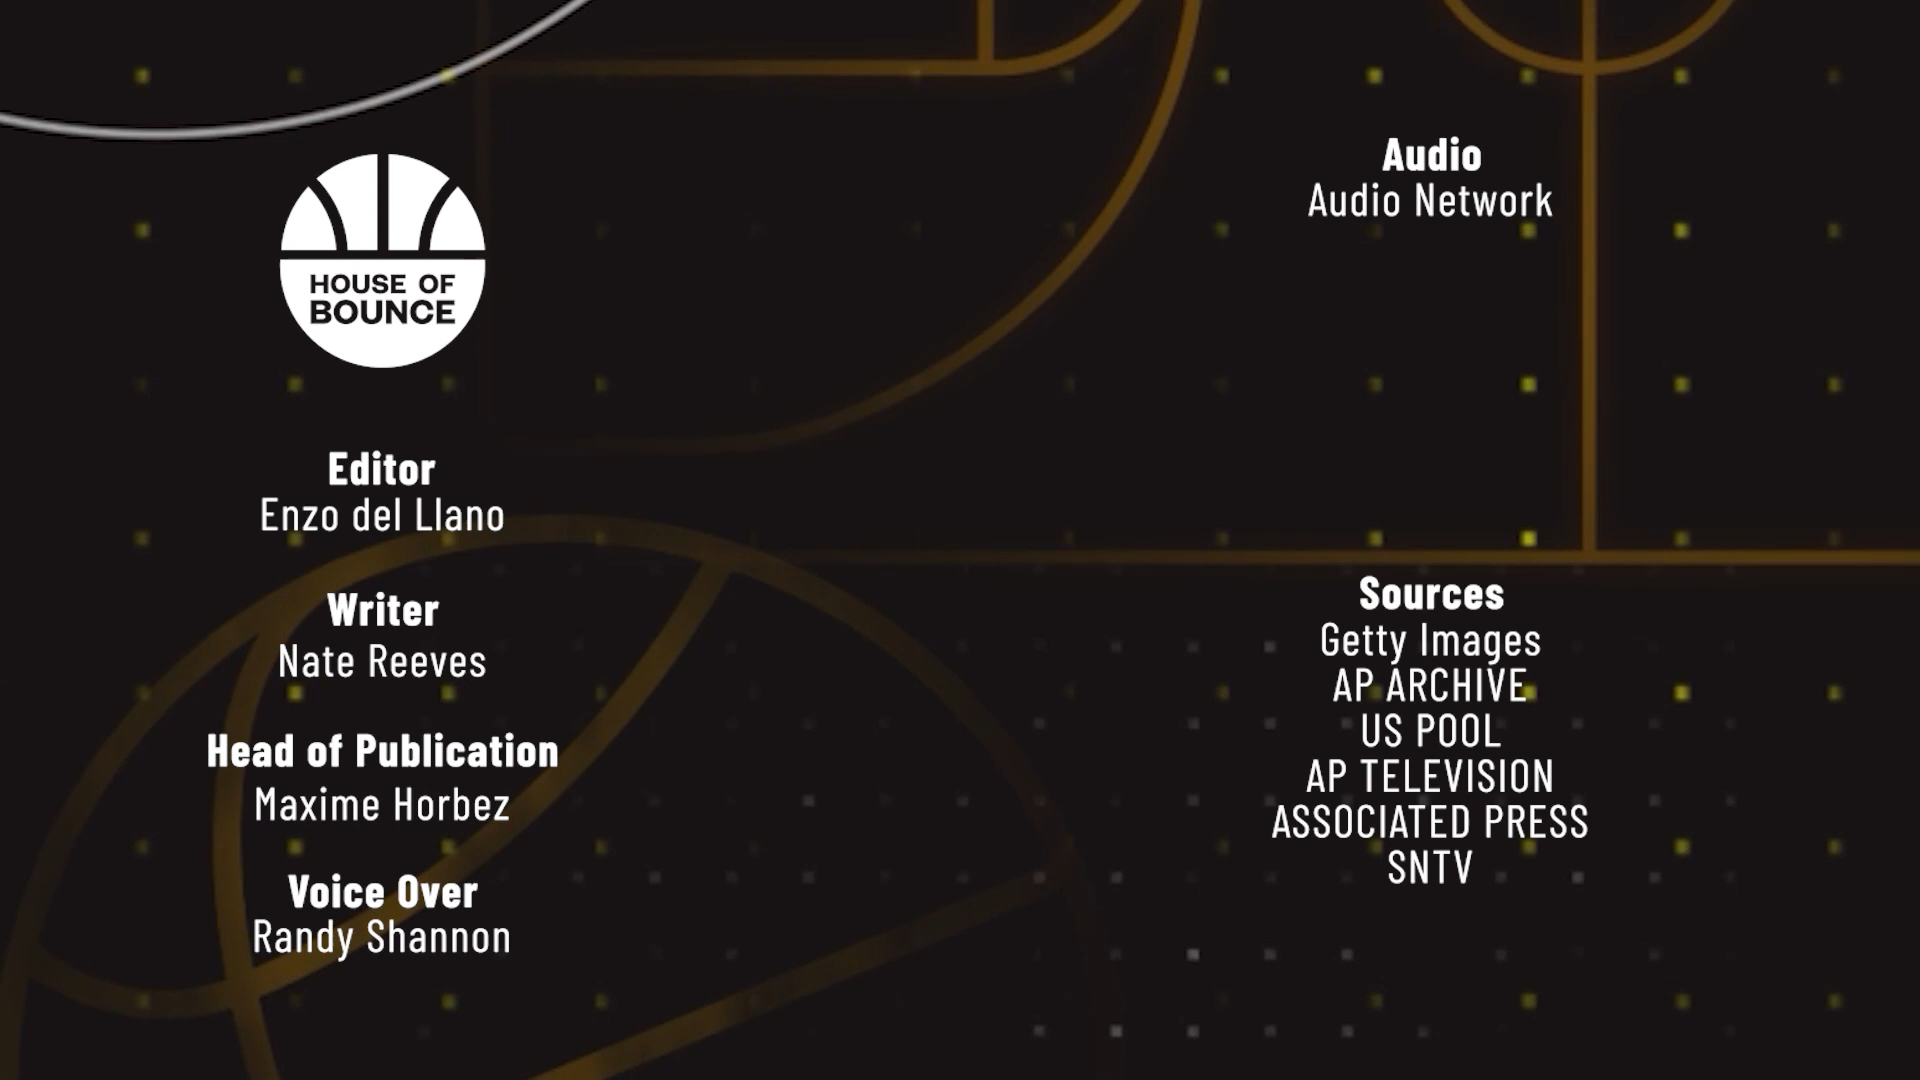 HOUSE OF
BOUNCE
Editor
Enzo del Llano
Writer
Nate Reeves
Head of Publication
Maxime Horbez
Voice Over
Randy Shannon
Audio
Audio Network
Sources
Getty Images
AP ARCHIVE
US POOL
AP TELEVISION
ASSOCIATED PRESS
SNTV